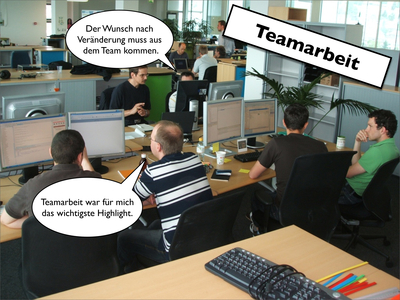 Der Wunsch nach
Veränderung muss aus
dem Team kommen.
Teamarbeit
Teamarbeit war für mich
das wichtigste Highlight.